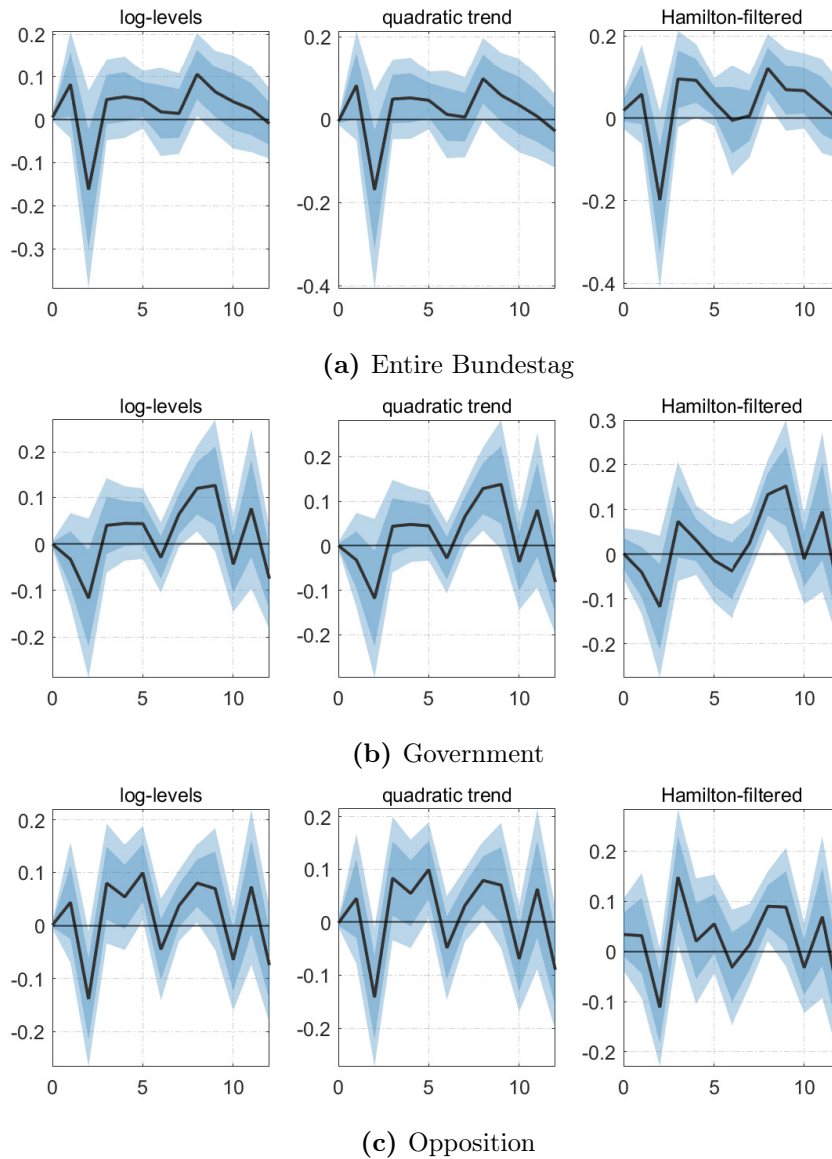 log-levels quadratic trend Hamilton-filtered
0.2 0.2 0.2
0.1
0 0 0
-0.1
-0.2 -0.2 -0.2
-0.3
-0.4 -0.4
0 5 10 0 5 10 0 5 10
(a) Entire Bundestag
log-levels quadratic trend Hamilton-filtered
0.3
0.2 0.2 0.2
0.1 0.1 0.1
0 0 0
-0.1 -0.1 -0.1
-0.2 -0.2 -0.2
0 5 10 0 5 10 0 5 10
(b) Government
log-levels quadratic trend Hamilton-filtered
0.2 0.2 0.2
0.1 0.1 0.1
0 0 0
-0.1 -0.1 -0.1
-0.2 -0.2 -0.2
0 5 10 0 5 10 0 5 10
(c) Opposition